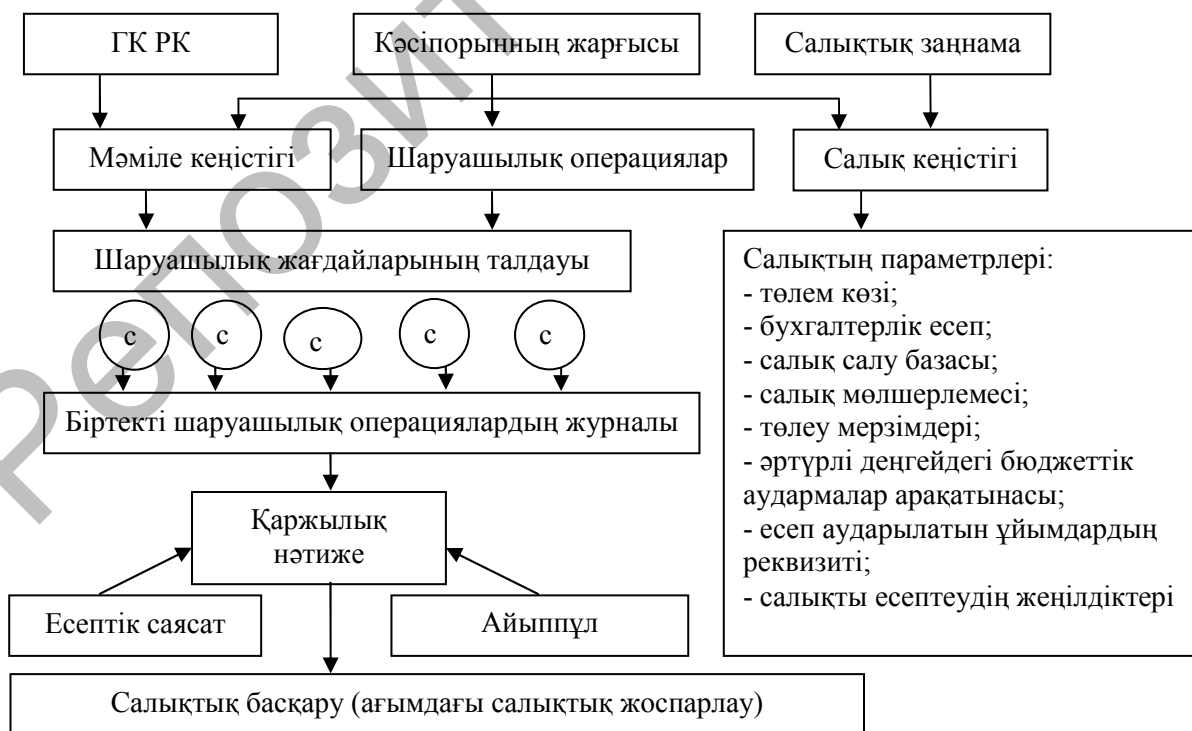 ГК РК
Кәсіпорынның жарғысы
Салықтық заңнама
Мәміле кеңістігі
Шаруашылық операциялар
Салық кеңістігі
Шаруашылық жағдайларының талдауы
с
с
с
с
с
Біртекті шаруашылық операциялардың журналы
Қаржылық
нәтиже
Есептік саясат
Айыппұл
Салықтық басқару (ағымдағы салықтық жоспарлау)
Салықтың параметрлері:
- төлем көзі;
- бухгалтерлік есеп;
- салық салу базасы;
- салық мөлшерлемесі;
- төлеу мерзімдері;
- әртүрлі деңгейдегі бюджеттік
аудармалар арақатынасы;
- есеп аударылатын ұйымдардың
реквизиті;
- салықты есептеудің жеңілдіктері
Репозит